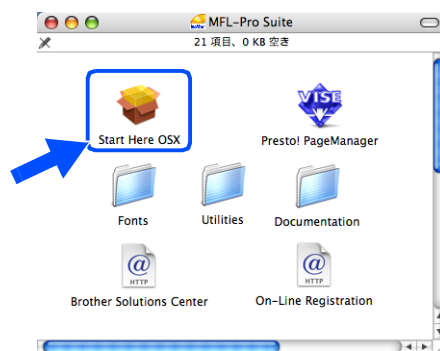 MFL-Pro Suite
21 項目、0 KB 空き
Start Here OSX
VISE
Presto! PageManager
Fonts
Utilities
Documentation
@
HTTP
@
HTTP
Brother Solutions Center
On-Line Registration